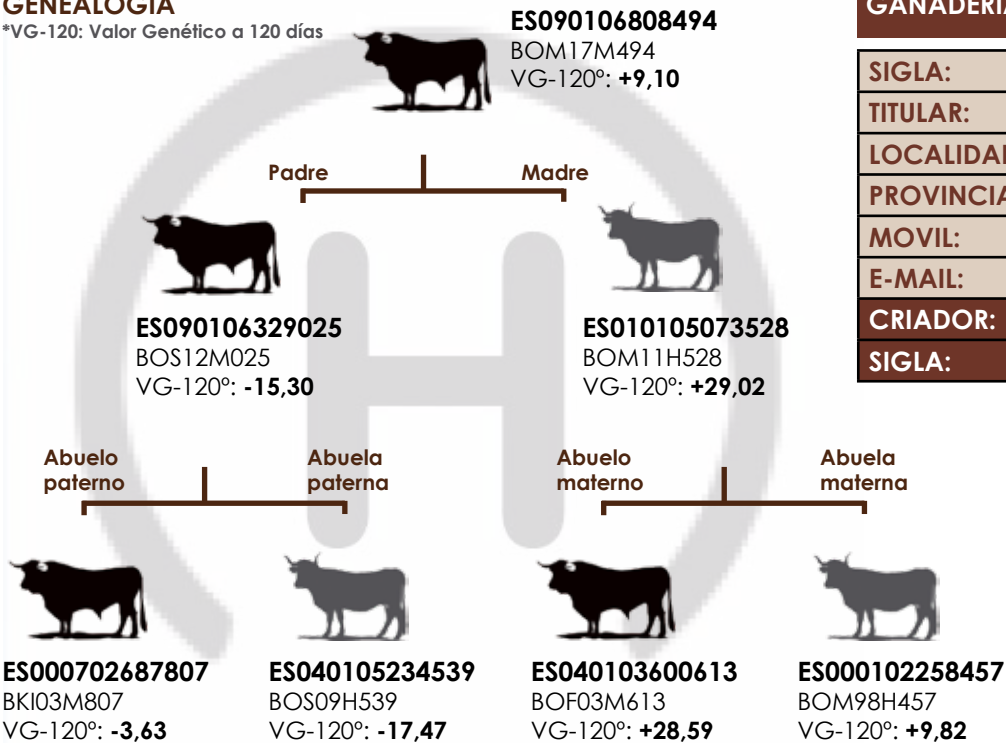 GENEALOGÍA
*VG-120: Valor Genético a 120 días
ES090106808494
BOM17M494
VG-120º: +9,10
Padre
Madre
ES090106329025
BOS12M025
VG-120º: -15,30
ES010105073528
BOM11H528
VG-120º: +29,02
Abuelo
paterno
Abuela
paterna
Abuelo
materno
Abuela
materna
ES000702687807
BKI03M807
VG-120º: -3,63
ES040105234539
BOS09H539
VG-120º: -17,47
ES040103600613
BOF03M613
VG-120º: +28,59
ES000102258457
BOM98H457
VG-120º: +9,82
GANADERIA
SIGLA:
TITULAR:
LOCALIDA
PROVINCIA
MOVIL:
E-MAIL:
CRIADOR:
SIGLA:
H